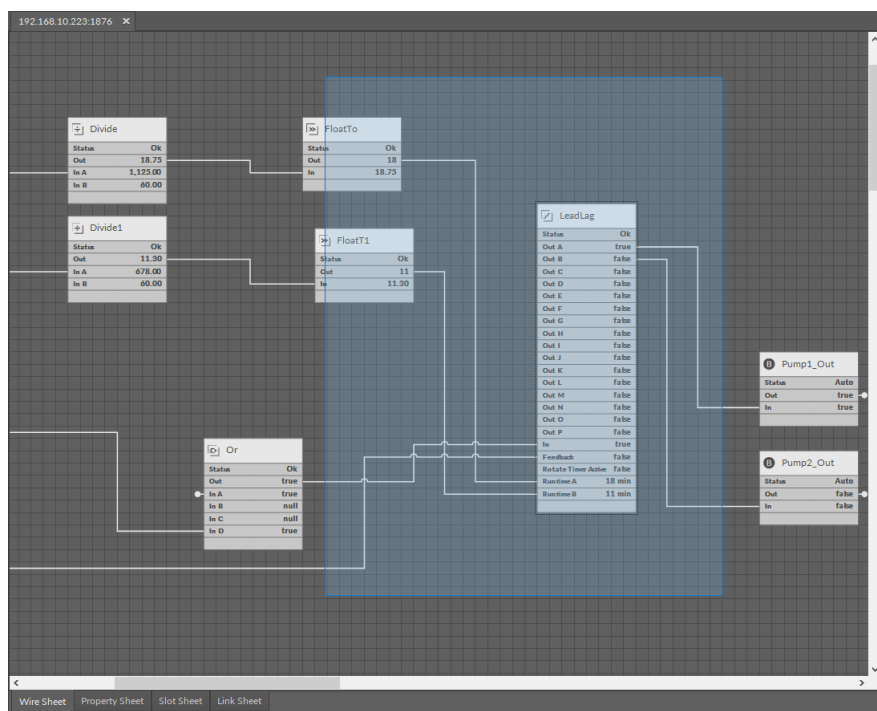 192.168.10.223:1876 ×
Divide
Status Ok
Out 18.75
In A 1,125.00
In B 60.00
FloatTo
Status Ok
Out 18
In 18.75
Divide1
Status Ok
Out 11.30
In A 678.00
In B 60.00
FloatT1
Status Ok
Out 11
In 11.30
LeadLag
Status Ok
Out A true
Out B false
Out C false
Out D false
Out E false
Out F false
Out G false
Out H false
Out I false
Out J false
Out K false
Out L false
Out M false
Out N false
Out O false
Out P false
In true
Feedback false
Rotate Timer Active false
Runtime A 18 min
Runtime B 11 min
B Pump1_Out
Status Auto
Out true
In true
Or
Status Ok
Out true
In A true
In B null
In C null
In D true
B Pump2_Out
Status Auto
Out false
In false
Wire Sheet Property Sheet Slot Sheet Link Sheet